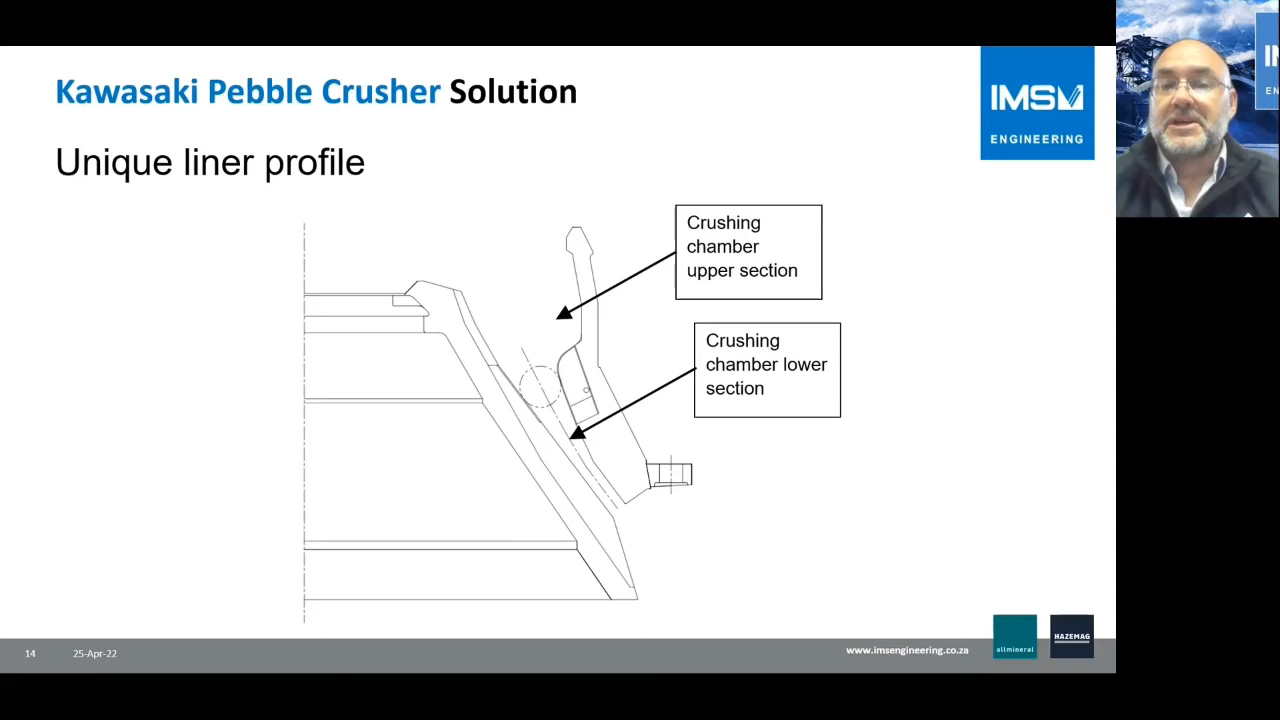 Kawasaki Pebble Crusher Solution
Unique liner profile
IMS
ENGINEERING
Crushing
chamber
upper section
Crushing
chamber lower
section
14
25-Apr-22
www.imsengineering.co.za
allmineral
HAZEMAG